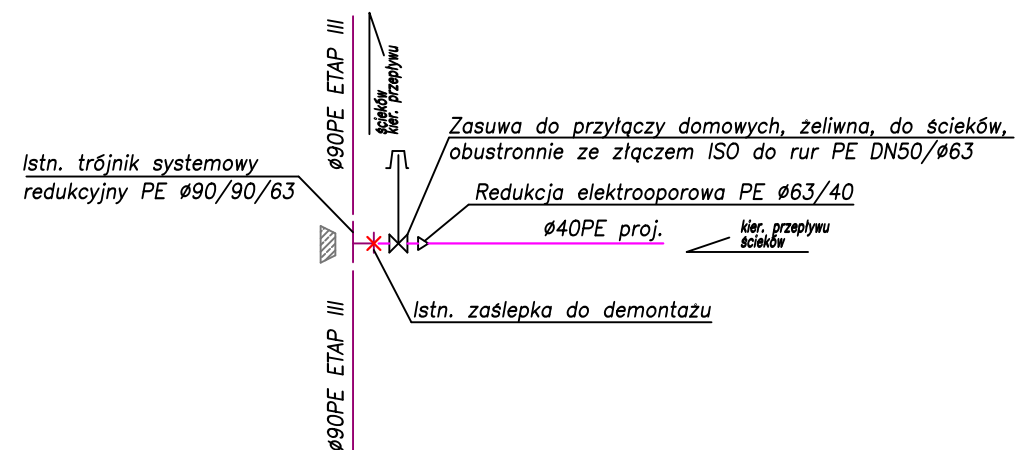 ø90PE ETAP III
ścieków
kier. przepływu
Zasuwa do przyłączy domowych, żeliwna, do ścieków,
obustronnie ze złączem ISO do rur PE DN50/ø63
Istn. trójnik systemowy
redukcyjny PE ø90/90/63
Redukcja elektrooporowa PE ø63/40
ø40PE proj.
kier. przepływu
ścieków
Istn. zaślepka do demontażu
ø90PE ETAP III